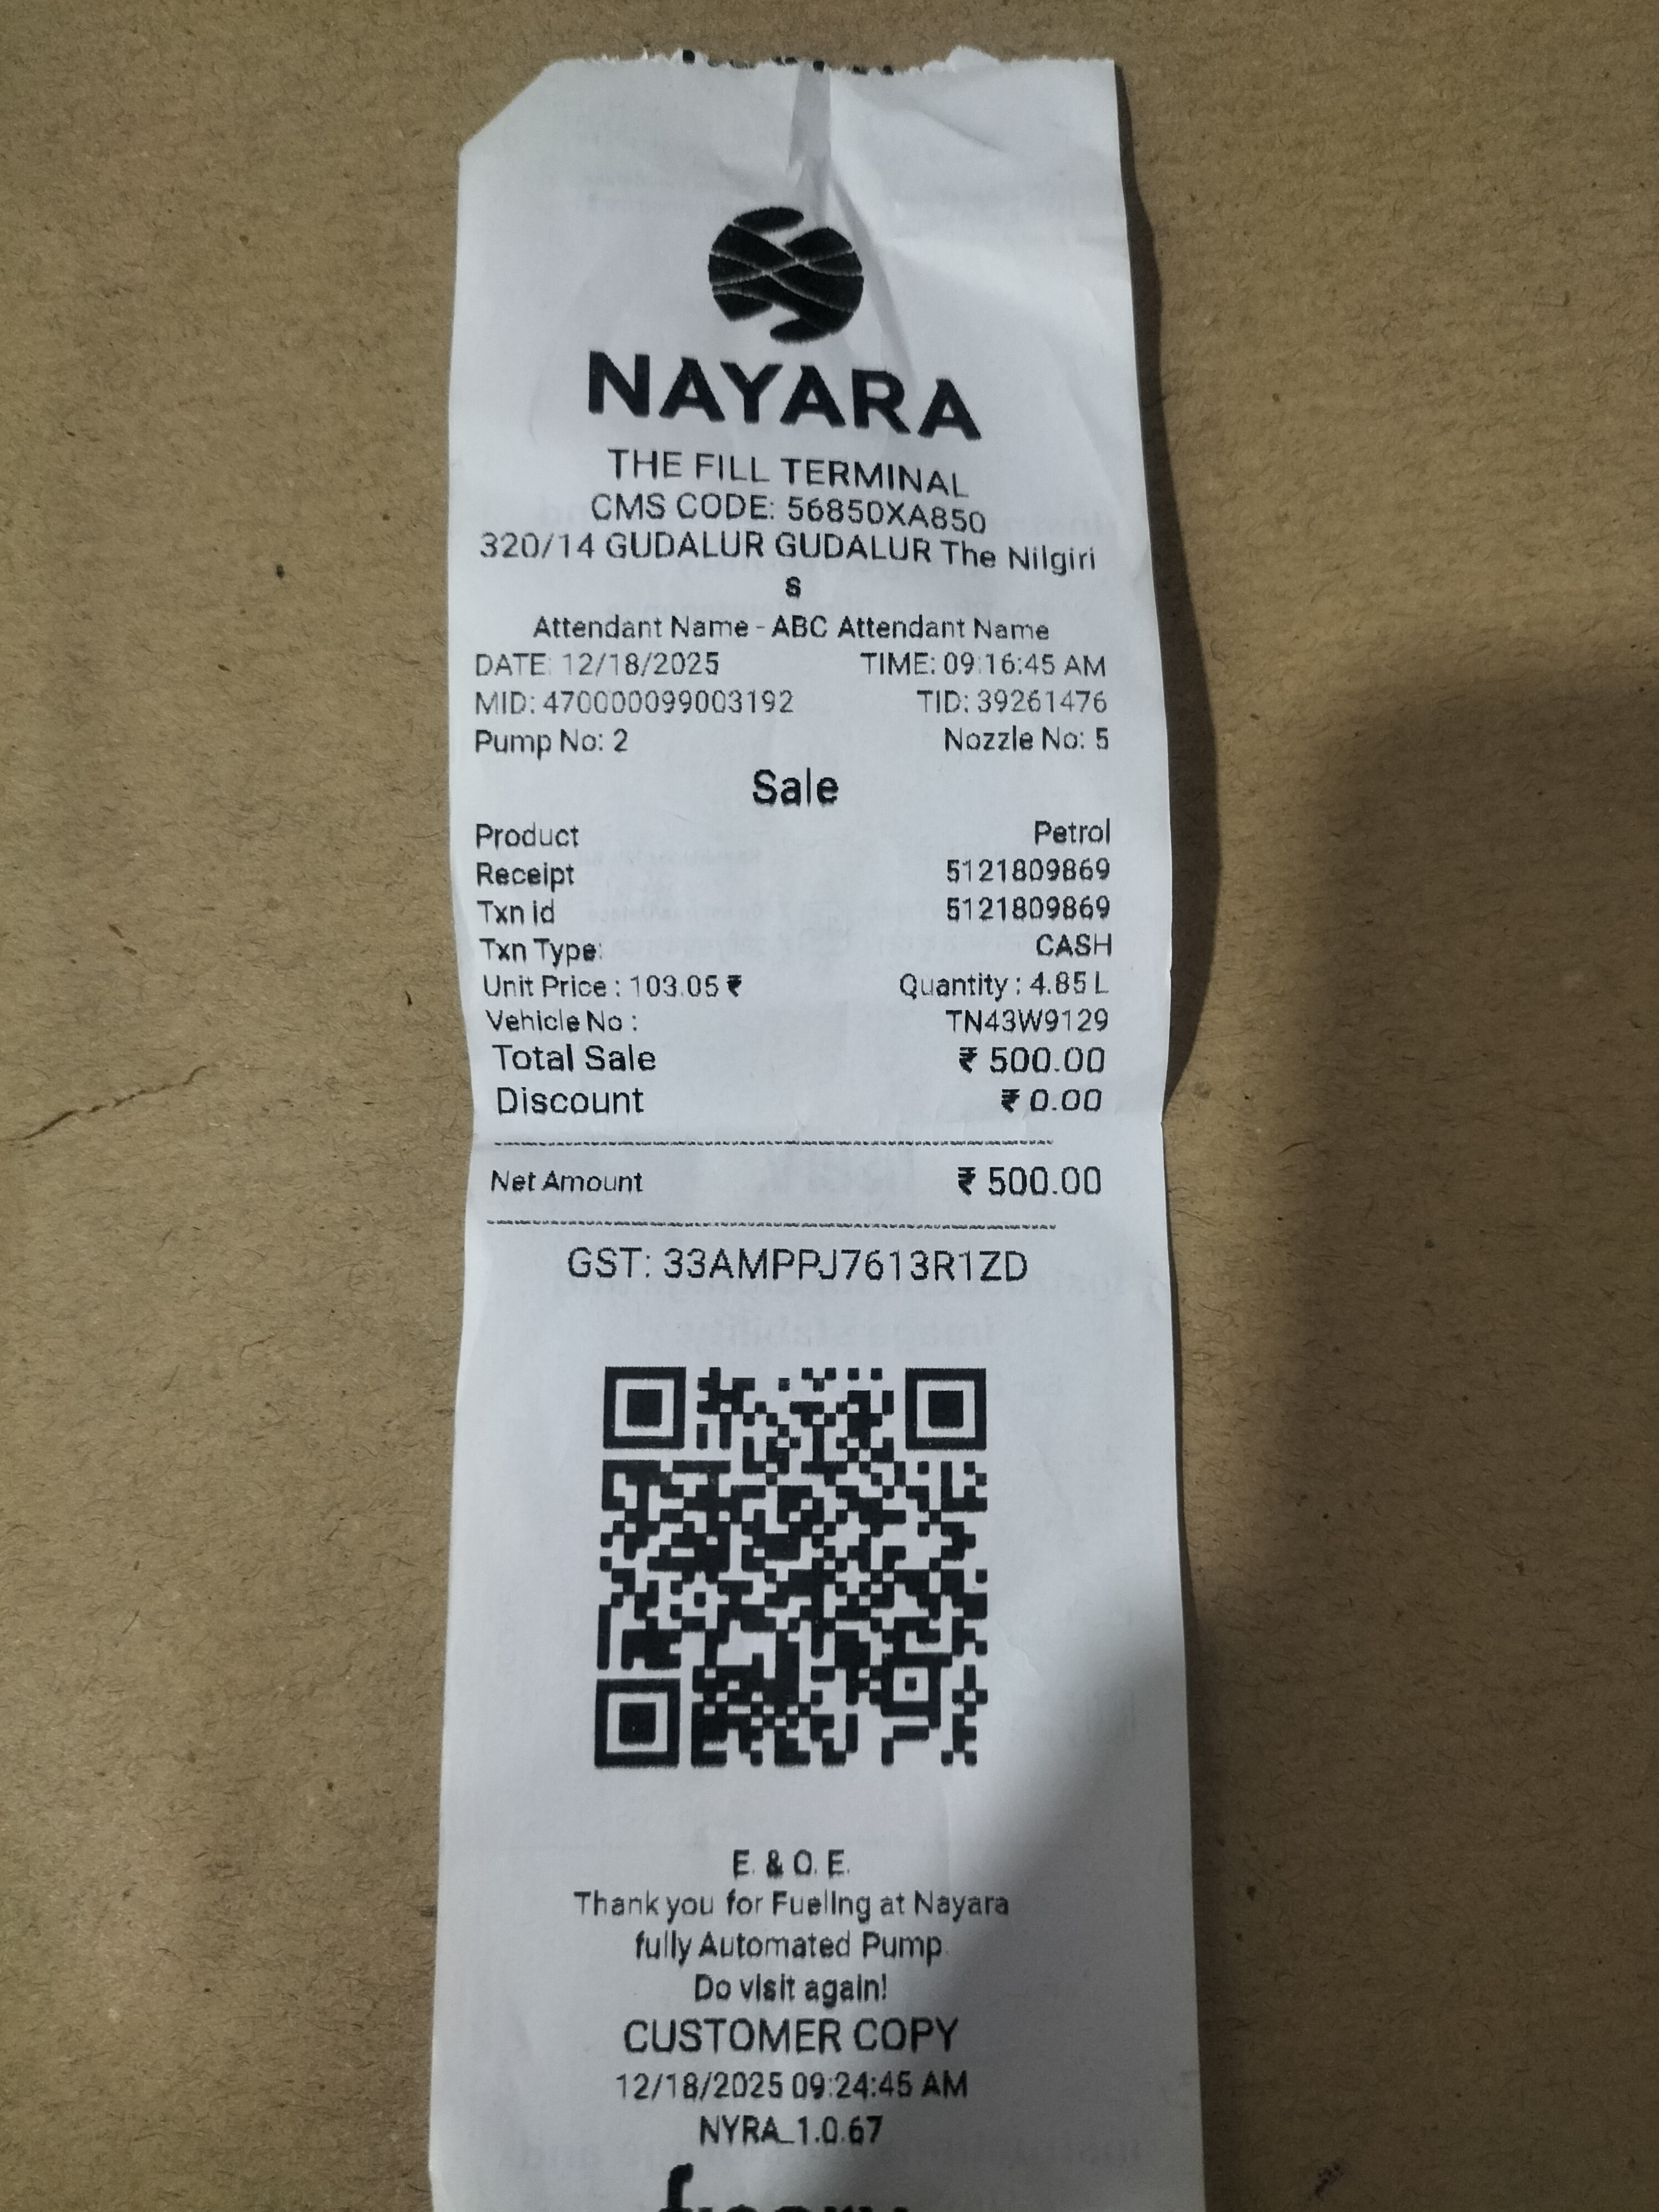 NAYARA
THE FILL TERMINAL
CMS CODE: 56850XA850
320/14 GUDALUR GUDALUR The Nilgiri
s
Attendant Name - ABC Attendant Name
DATE: 12/18/2025 TIME: 09:16:45 AM
MID: 470000099003192 TID: 39261476
Pump No: 2 Nozzle No: 5
Sale
Product Petrol
Receipt 5121809869
Txn id 5121809869
Txn Type: CASH
Unit Price : 103.05 ₹ Quantity : 4.85 L
Vehicle No : TN43W9129
Total Sale ₹ 500.00
Discount ₹ 0.00
Net Amount ₹ 500.00
GST: 33AMPPJ7613R1ZD
E. & O. E.
Thank you for Fueling at Nayara
fully Automated Pump.
Do visit again!
CUSTOMER COPY
12/18/2025 09:24:45 AM
NYRA_1.0.67